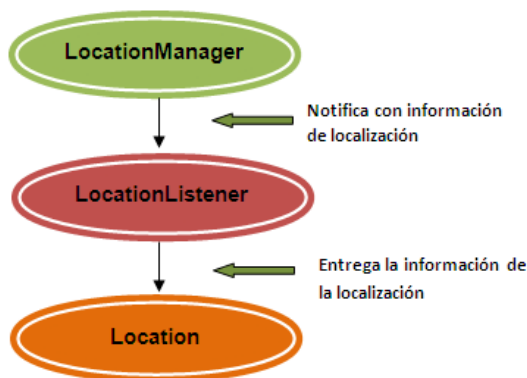 LocationManager
Notifica con información
de localización
LocationListener
Entrega la información de
la localización
Location